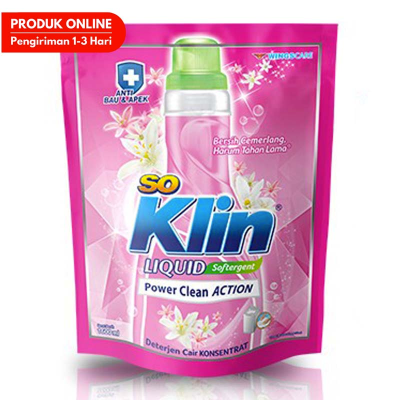 PRODUK ONLINE
Pengiriman 1-3 Hari
WINGSCARE
ANTI
BAU & APEK
Bersih Cemerlang,
Harum Tahan Lama
SO
Klin
LIQUID Softergent
Power Clean ACTION
Deterjen Cair KONSENTRAT